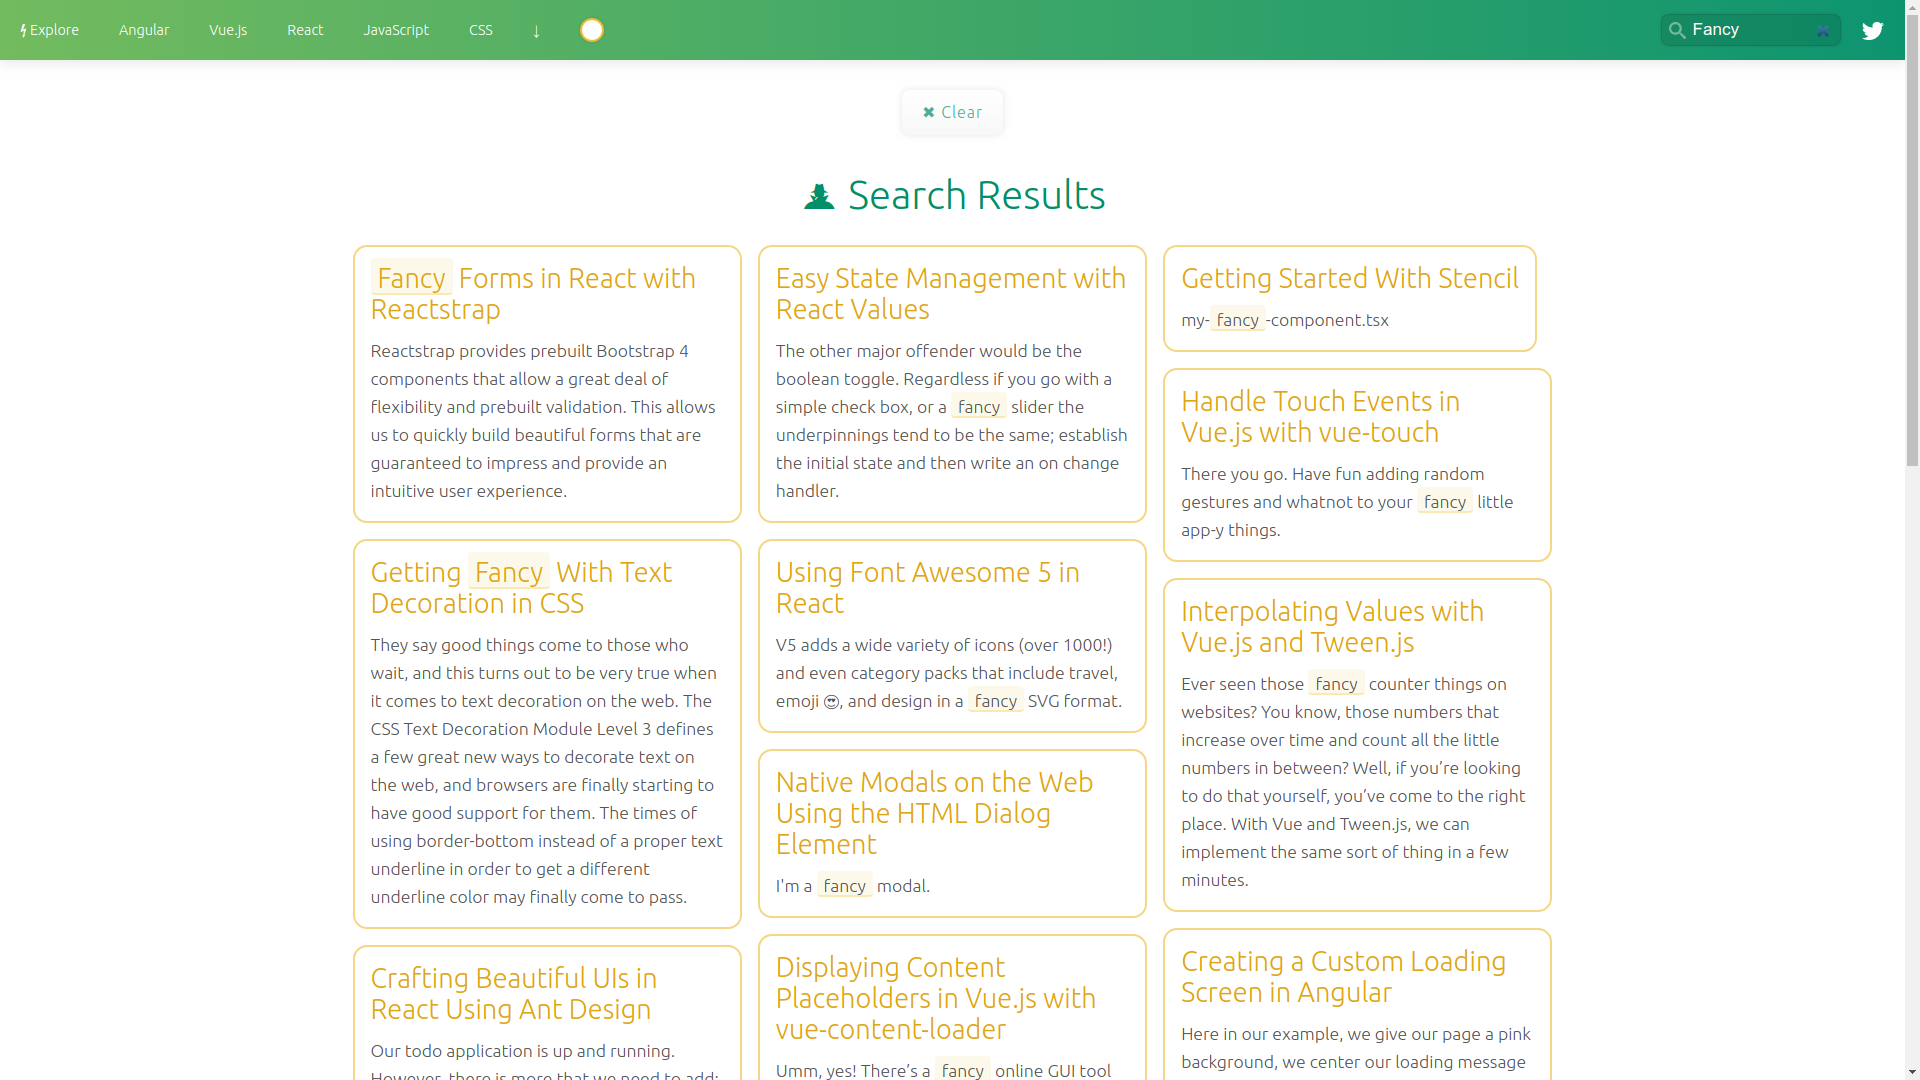 Explore
Angular
Vue.js
React
JavaScript
CSS
↓
Fancy
✖ Clear
Search Results
Fancy Forms in React with
Reactstrap
Reactstrap provides prebuilt Bootstrap 4
components that allow a great deal of
flexibility and prebuilt validation. This allows
us to quickly build beautiful forms that are
guaranteed to impress and provide an
intuitive user experience.
Getting Fancy With Text
Decoration in CSS
They say good things come to those who
wait, and this turns out to be very true when
it comes to text decoration on the web. The
CSS Text Decoration Module Level 3 defines
a few great new ways to decorate text on
the web, and browsers are finally starting to
have good support for them. The times of
using border-bottom instead of a proper text
underline in order to get a different
underline color may finally come to pass.
Crafting Beautiful UIs in
React Using Ant Design
Our todo application is up and running.
However, there is more that we need to add:
Easy State Management with
React Values
The other major offender would be the
boolean toggle. Regardless if you go with a
simple check box, or a fancy slider the
underpinnings tend to be the same; establish
the initial state and then write an on change
handler.
Using Font Awesome 5 in
React
V5 adds a wide variety of icons (over 1000!)
and even category packs that include travel,
emoji 😍, and design in a fancy SVG format.
Native Modals on the Web
Using the HTML Dialog
Element
I'm a fancy modal.
Displaying Content
Placeholders in Vue.js with
vue-content-loader
Umm, yes! There’s a fancy online GUI tool
Getting Started With Stencil
my-fancy-component.tsx
Handle Touch Events in
Vue.js with vue-touch
There you go. Have fun adding random
gestures and whatnot to your fancy little
app-y things.
Interpolating Values with
Vue.js and Tween.js
Ever seen those fancy counter things on
websites? You know, those numbers that
increase over time and count all the little
numbers in between? Well, if you’re looking
to do that yourself, you’ve come to the right
place. With Vue and Tween.js, we can
implement the same sort of thing in a few
minutes.
Creating a Custom Loading
Screen in Angular
Here in our example, we give our page a pink
background, we center our loading message